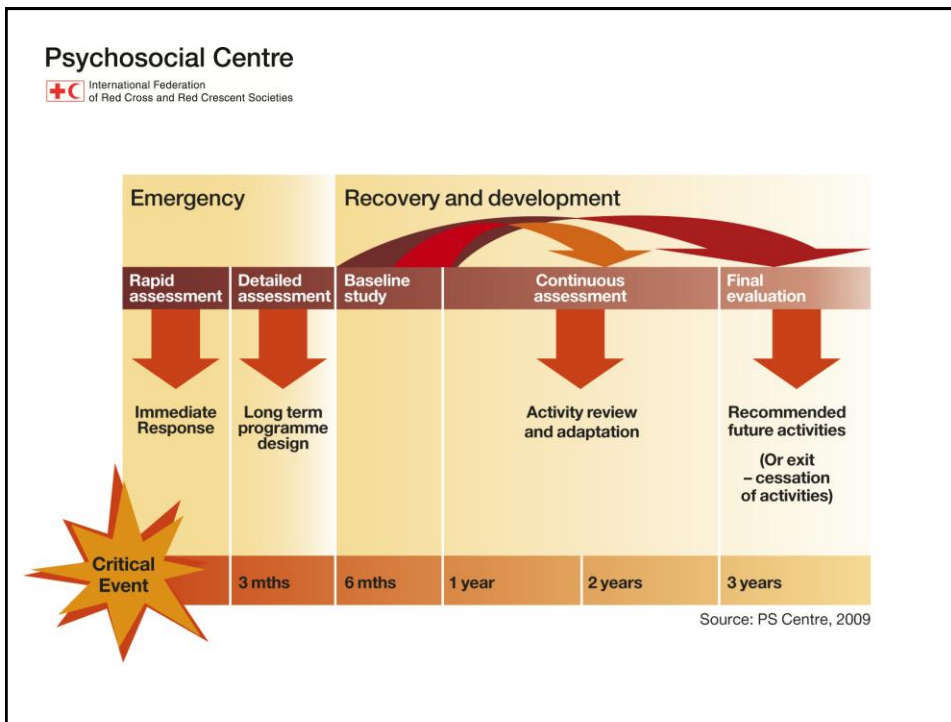 Psychosocial Centre
International Federation
of Red Cross and Red Crescent Societies
Emergency
Recovery and development
Rapid
assessment
Detailed
assessment
Baseline
study
Continuous
assessment
Final
evaluation
Immediate
Response
Long term
programme
design
Activity review
and adaptation
Recommended
future activities
(Or exit
– cessation
of activities)
Critical
Event
3 mths
6 mths
1 year
2 years
3 years
Source: PS Centre, 2009